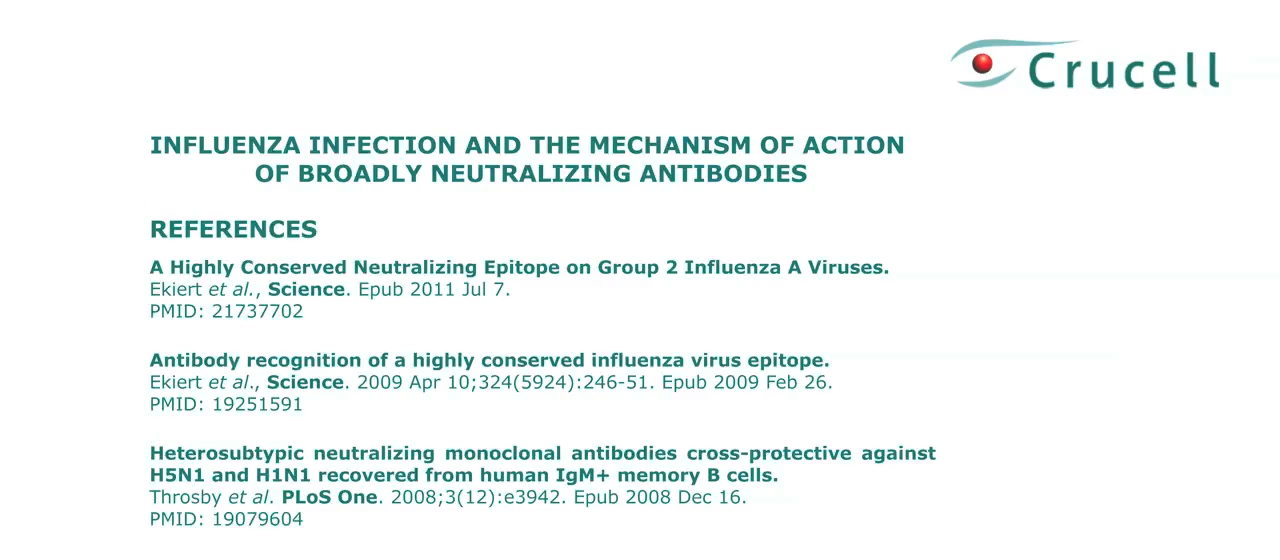 Crucell
INFLUENZA INFECTION AND THE MECHANISM OF ACTION
OF BROADLY NEUTRALIZING ANTIBODIES
REFERENCES
A Highly Conserved Neutralizing Epitope on Group 2 Influenza A Viruses.
Ekiert et al., Science. Epub 2011 Jul 7.
PMID: 21737702
Antibody recognition of a highly conserved influenza virus epitope.
Ekiert et al., Science. 2009 Apr 10;324(5924):246-51. Epub 2009 Feb 26.
PMID: 19251591
Heterosubtypic neutralizing monoclonal antibodies cross-protective against
H5N1 and H1N1 recovered from human IgM+ memory B cells.
Throsby et al. PLoS One. 2008;3(12):e3942. Epub 2008 Dec 16.
PMID: 19079604